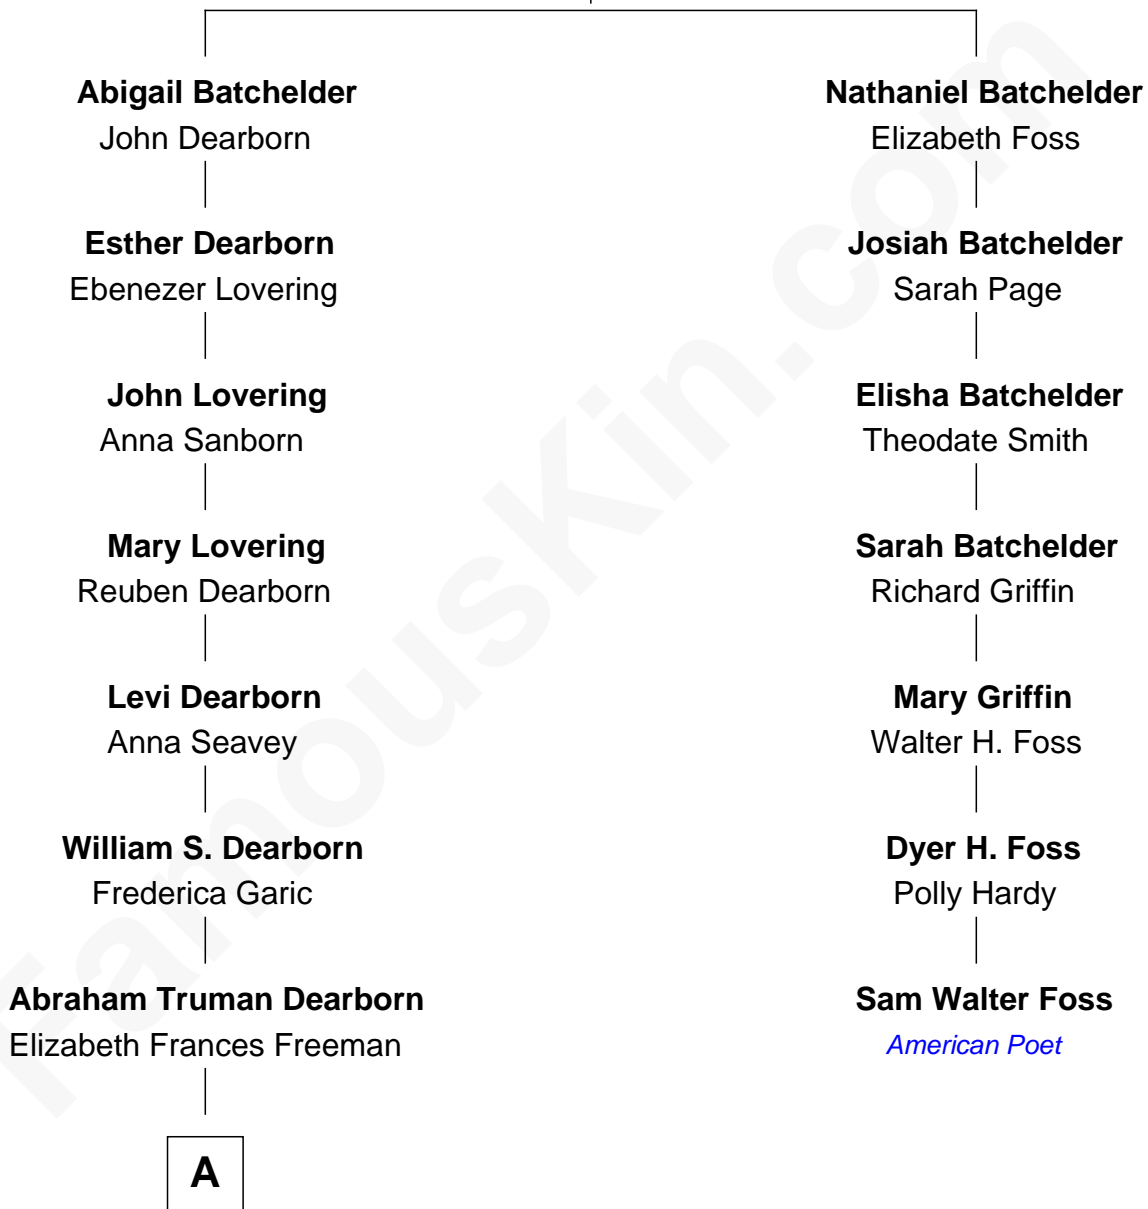 Abigail Batchelder
John Dearborn
Nathaniel Batchelder
Elizabeth Foss
Esther Dearborn
Ebenezer Lovering
Josiah Batchelder
Sarah Page
John Lovering
Anna Sanborn
Elisha Batchelder
Theodate Smith
Mary Lovering
Reuben Dearborn
Sarah Batchelder
Richard Griffin
Levi Dearborn
Anna Seavey
Mary Griffin
Walter H. Foss
William S. Dearborn
Frederica Garic
Dyer H. Foss
Polly Hardy
Abraham Truman Dearborn
Elizabeth Frances Freeman
Sam Walter Foss
American Poet
A
FamousKin.com